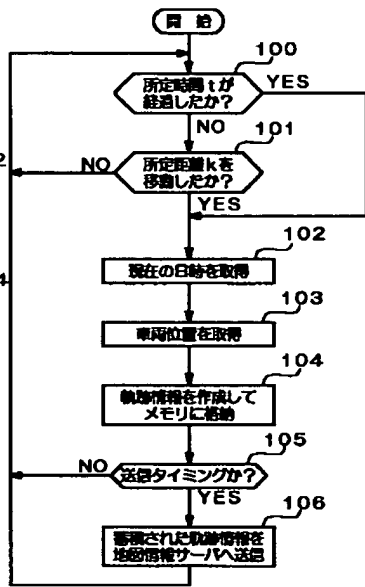 開始
100
所定時間tが
経過したか?
YES
NO
101
所定距離kを
移動したか?
NO
YES
102
現在の日時を取得
103
車両位置を取得
104
軌跡情報を作成して
メモリに格納
105
送信タイミングか?
NO
YES
106
蓄積された軌跡情報を
地図情報サーバへ送信
2
4